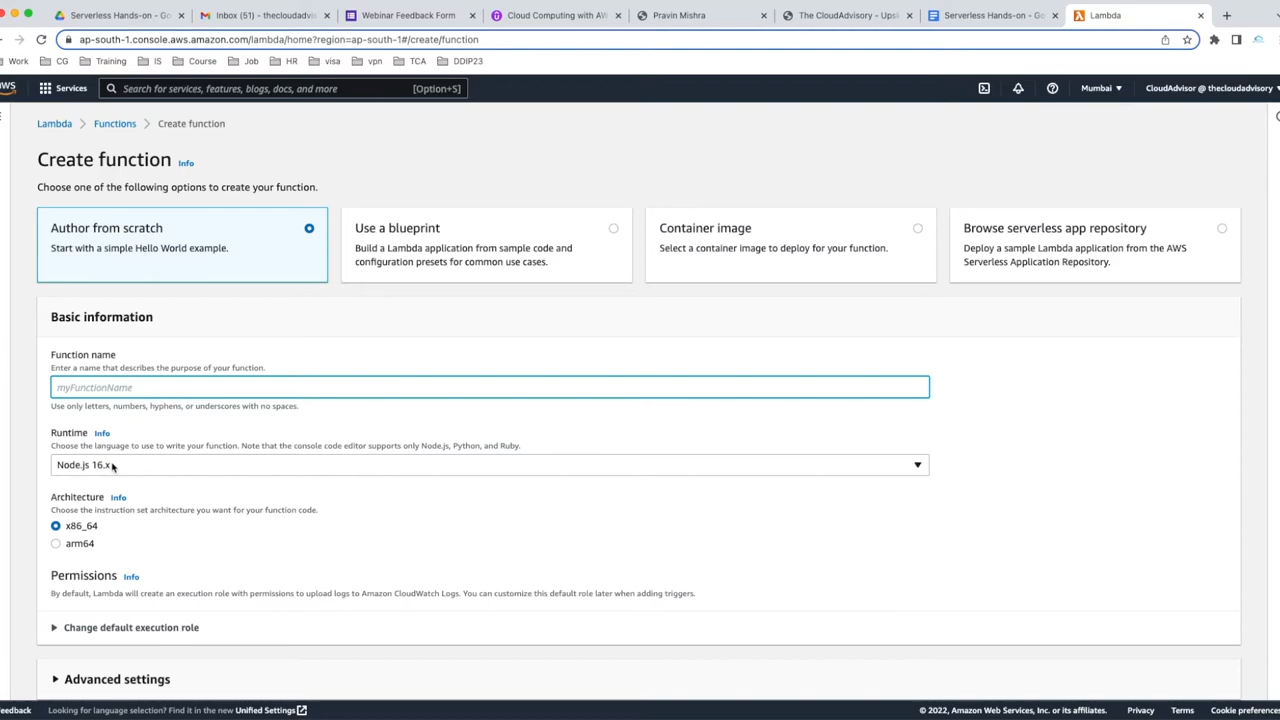 Serverless Hands-on - Go
Inbox (51) - thecloudadvis
Webinar Feedback Form
Cloud Computing with AW
Pravin Mishra
The CloudAdvisory - Upsk
Serverless Hands-on - Go
Lambda
ap-south-1.console.aws.amazon.com/lambda/home?region=ap-south-1#/create/function
Work CG Training IS Course Job HR visa vpn TCA DDIP23
aws Services Search for services, features, blogs, docs, and more [Option+S] Mumbai CloudAdvisor @ thecloudadvisory
Lambda Functions Create function
Create function Info
Choose one of the following options to create your function.
Author from scratch
Start with a simple Hello World example.
Use a blueprint
Build a Lambda application from sample code and
configuration presets for common use cases.
Container image
Select a container image to deploy for your function.
Browse serverless app repository
Deploy a sample Lambda application from the AWS
Serverless Application Repository.
Basic information
Function name
Enter a name that describes the purpose of your function.
myFunctionName
Use only letters, numbers, hyphens, or underscores with no spaces.
Runtime Info
Choose the language to use to write your function. Note that the console code editor supports only Node.js, Python, and Ruby.
Node.js 16.x
Architecture Info
Choose the instruction set architecture you want for your function code.
x86_64
arm64
Permissions Info
By default, Lambda will create an execution role with permissions to upload logs to Amazon CloudWatch Logs. You can customize this default role later when adding triggers.
Change default execution role
Advanced settings
Feedback Looking for language selection? Find it in the new Unified Settings © 2022, Amazon Web Services, Inc. or its affiliates. Privacy Terms Cookie preferences